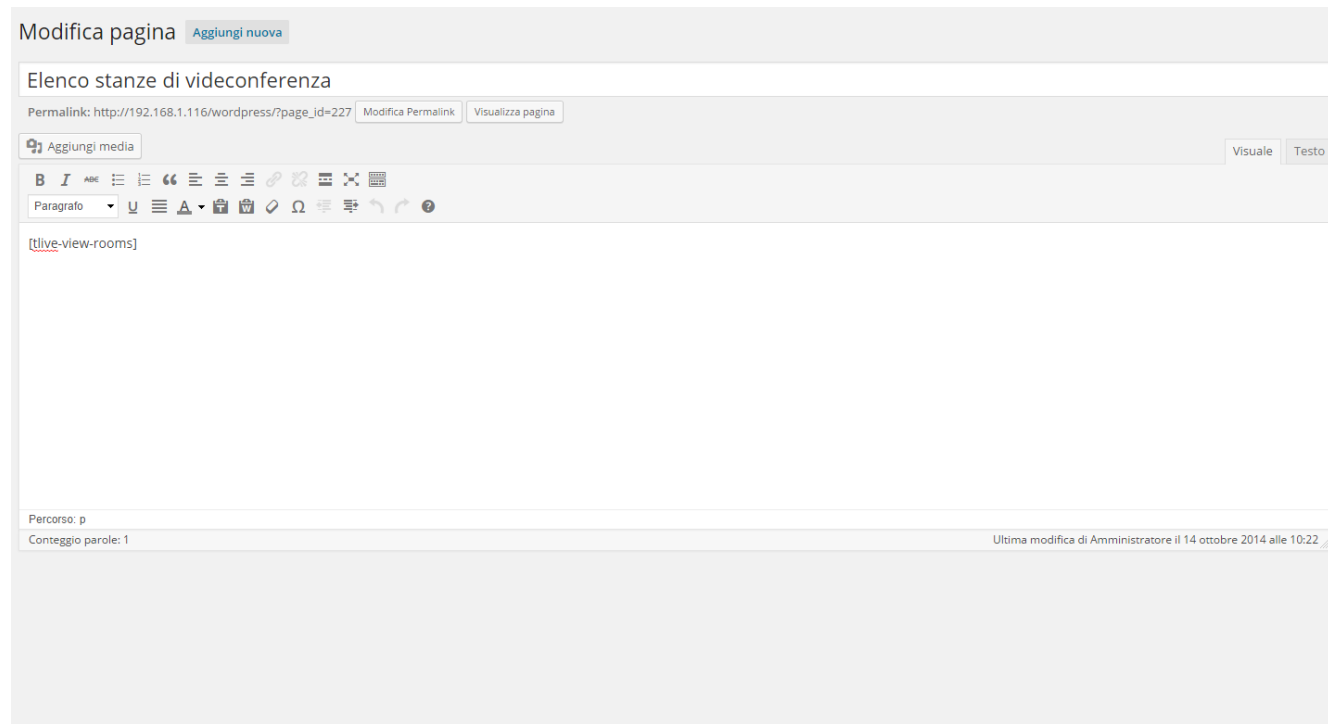 Modifica pagina Aggiungi nuova
Elenco stanze di videconferenza
Permalink: http://192.168.1.116/wordpress/?page_id=227 Modifica Permalink Visualizza pagina
Aggiungi media
Visuale Testo
B I ABC
Paragrafo U A T W Ω ?
[tlive-view-rooms]
Percorso: p
Conteggio parole: 1
Ultima modifica di Amministratore il 14 ottobre 2014 alle 10:22